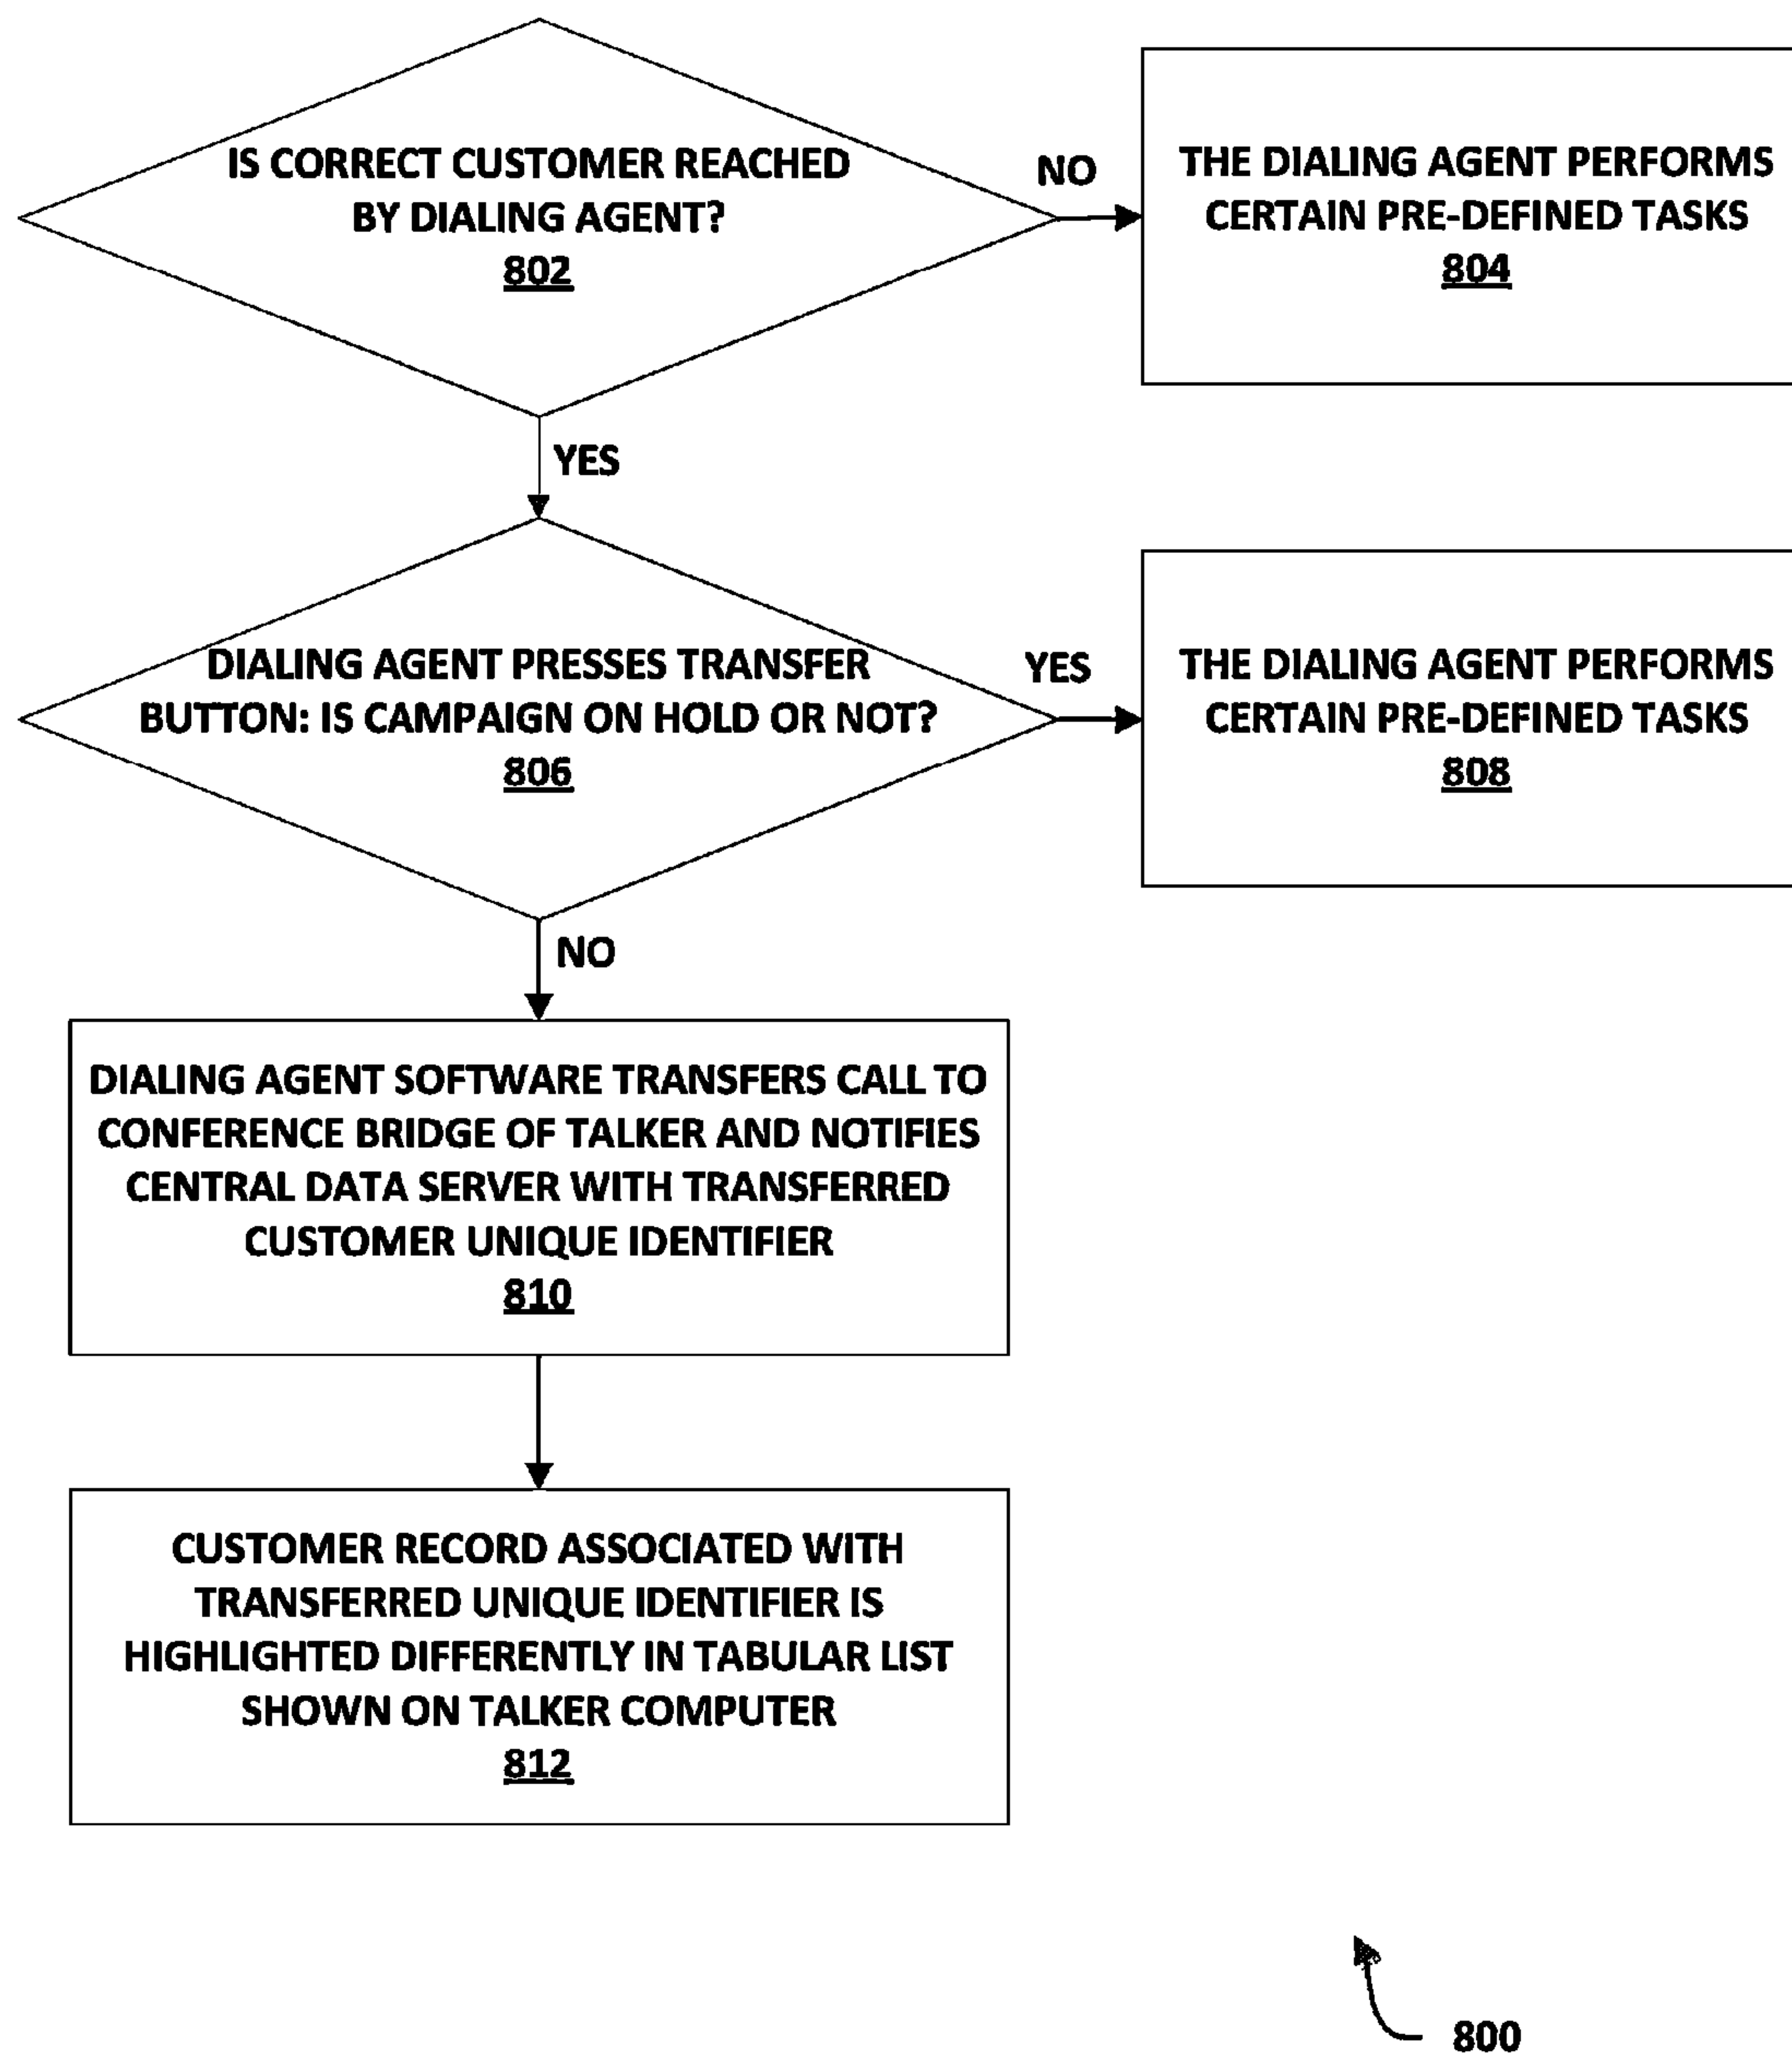 IS CORRECT CUSTOMER REACHED
BY DIALING AGENT?
802
NO
THE DIALING AGENT PERFORMS
CERTAIN PRE-DEFINED TASKS
804
YES
DIALING AGENT PRESSES TRANSFER
BUTTON: IS CAMPAIGN ON HOLD OR NOT?
806
YES
THE DIALING AGENT PERFORMS
CERTAIN PRE-DEFINED TASKS
808
NO
DIALING AGENT SOFTWARE TRANSFERS CALL TO
CONFERENCE BRIDGE OF TALKER AND NOTIFIES
CENTRAL DATA SERVER WITH TRANSFERRED
CUSTOMER UNIQUE IDENTIFIER
810
CUSTOMER RECORD ASSOCIATED WITH
TRANSFERRED UNIQUE IDENTIFIER IS
HIGHLIGHTED DIFFERENTLY IN TABULAR LIST
SHOWN ON TALKER COMPUTER
812
800